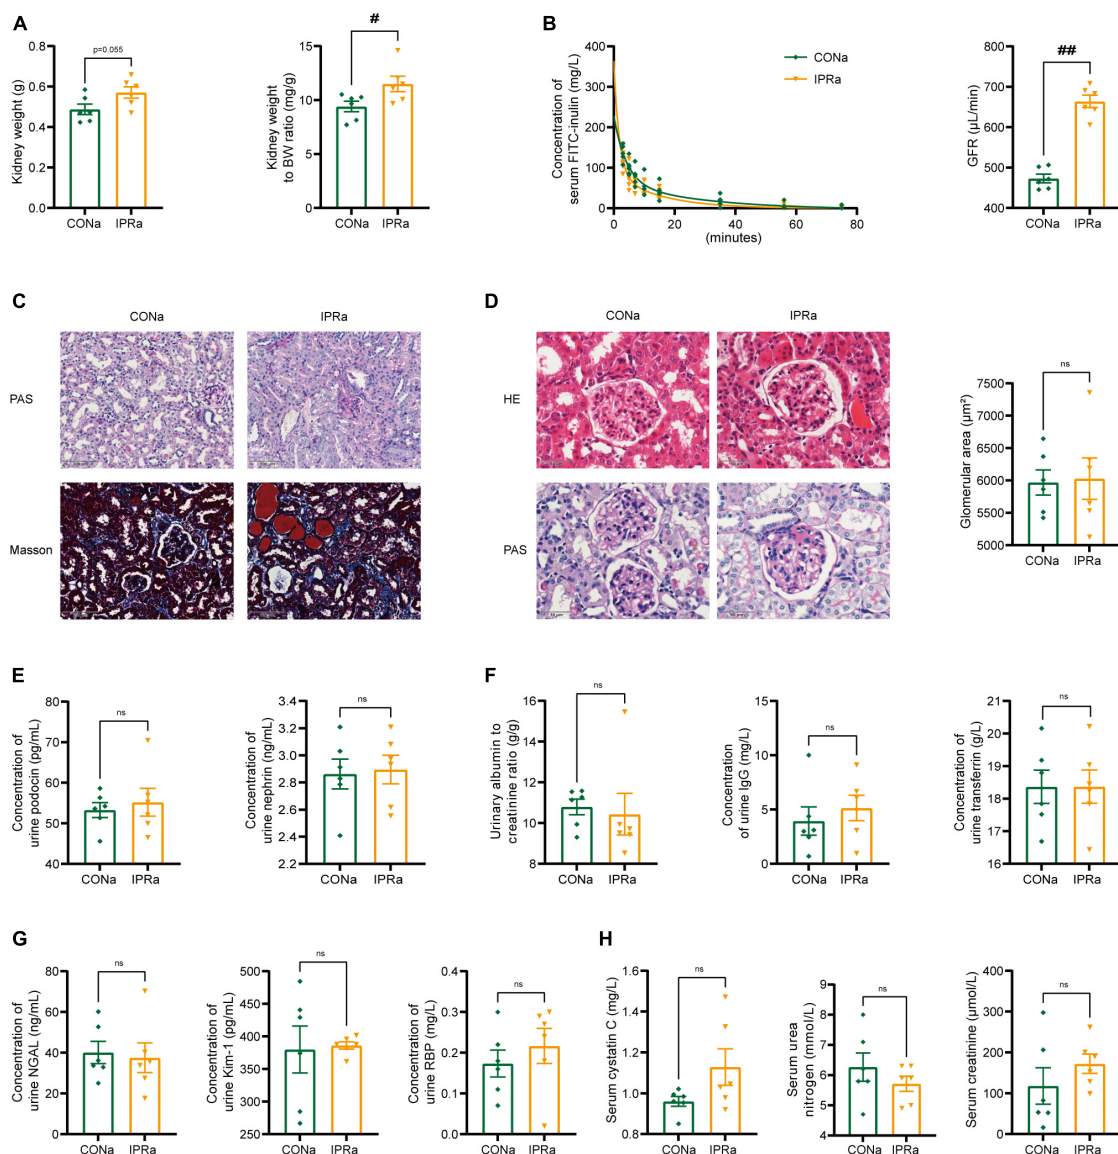 A
Kidney weight (g)
0.8
0.6
0.4
0.2
0.0
p=0.055
CONa IPRa
Kidney weight
to BW ratio (mg/g)
15
10
5
0
#
CONa IPRa
B
Concentration of
serum FITC-inulin (mg/L)
400
300
200
100
0
0 20 40 60 80
(minutes)
CONa
IPRa
GFR (µL/min)
800
700
600
500
400
##
CONa IPRa
C
CONa IPRa
PAS
Masson
D
CONa IPRa
HE
PAS
Glomerular area (µm²)
7500
7000
6500
6000
5500
5000
ns
CONa IPRa
E
Concentration of
urine podocin (pg/mL)
80
70
60
50
40
ns
CONa IPRa
Concentration of
urine nephrin (ng/mL)
3.4
3.2
3.0
2.8
2.6
2.4
2.2
ns
CONa IPRa
F
Urinary albumin to
creatinine ratio (g/g)
16
14
12
10
8
ns
CONa IPRa
Concentration
of urine IgG (mg/L)
15
10
5
0
ns
CONa IPRa
Concentration of
urine transferrin (g/L)
21
20
19
18
17
16
ns
CONa IPRa
G
Concentration of
urine NGAL (ng/mL)
80
60
40
20
0
ns
CONa IPRa
Concentration of
urine Kim-1 (pg/mL)
500
450
400
350
300
250
ns
CONa IPRa
Concentration of
urine RBP (mg/L)
0.4
0.3
0.2
0.1
0.0
ns
CONa IPRa
H
Serum cystatin C (mg/L)
1.6
1.4
1.2
1.0
0.8
ns
CONa IPRa
Serum urea
nitrogen (mmol/L)
9
8
7
6
5
4
ns
CONa IPRa
Serum creatinine (µmol/L)
400
300
200
100
0
ns
CONa IPRa